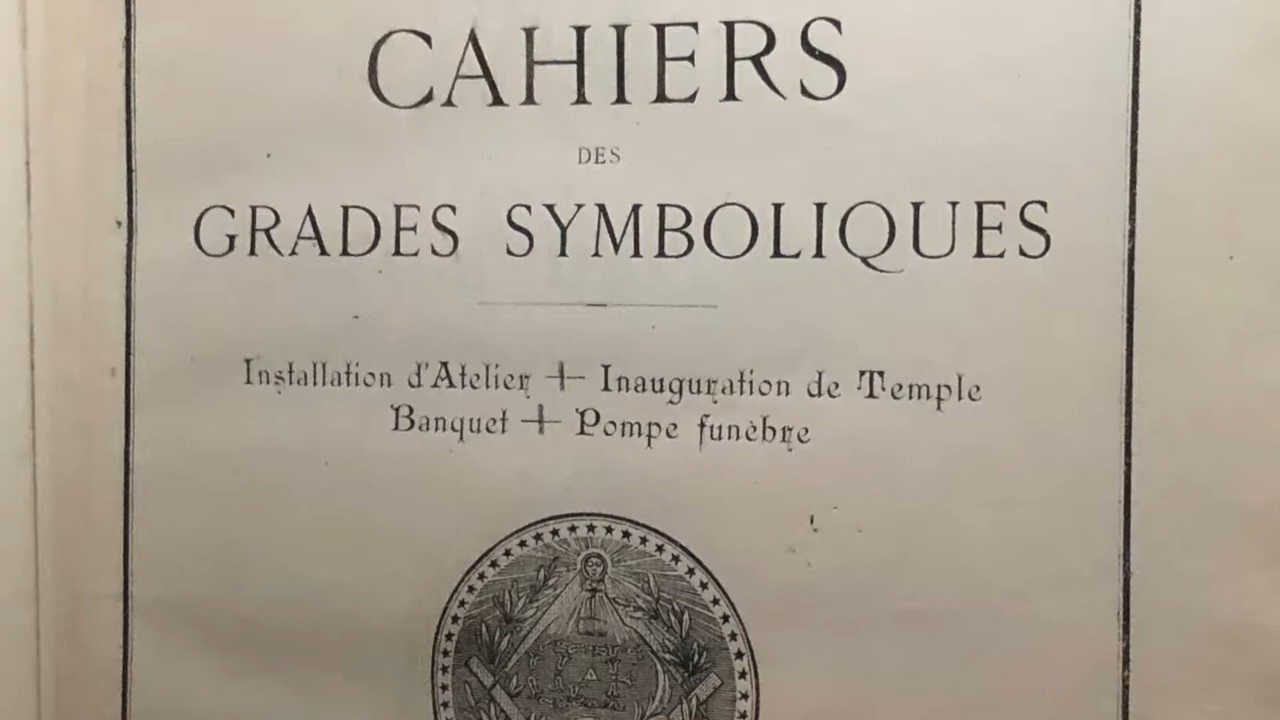 CAHIERS
DES
GRADES SYMBOLIQUES
Installation d'Atelier + Inauguration de Temple
Banquet + Pompe funèbre